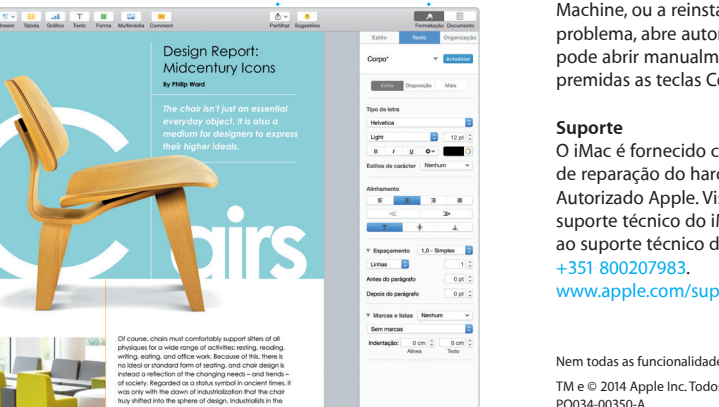 Inserir Tabela Gráfico Texto Forma Multimédia Comment
Partilhar Sugestões
Formatação Documento
Design Report:
Midcentury Icons
By Philip Ward
The chair isn't just an essential
everyday object. It is also a
medium for designers to express
their higher ideals.
C airs
Of course, chairs must comfortably support sitters of all
physiques for a wide range of activities: resting, reading,
writing, eating, and office work. Because of this, there is
no ideal or standard form of seating, and chair design is
instead a reflection of the changing needs – and trends –
of society. Regarded as a status symbol in ancient times, it
was only with the dawn of industrialization that the chair
truly shifted into the sphere of design. Industrialists in the
Estilo Texto Organização
Corpo* Actualizar
Estilo Disposição Mais
Tipo de letra
Helvetica
Light 12 pt
B I U
Estilos de carácter Nenhum
Alinhamento
Espaçamento 1,0 - Simples
Linhas 1
Antes do parágrafo 0 pt
Depois do parágrafo 0 pt
Marcas e listas Nenhum
Sem marcas
Indentação: 0 cm 0 cm
Alínea Texto
Machine, ou a reinsta
problema, abre autor
pode abrir manualm
premidas as teclas Co
Suporte
O iMac é fornecido c
de reparação do hard
Autorizado Apple. Vis
suporte técnico do iM
ao suporte técnico d
+351 800207983.
www.apple.com/sup
Nem todas as funcionalidade
TM e © 2014 Apple Inc. Todo
PO034-00350-A